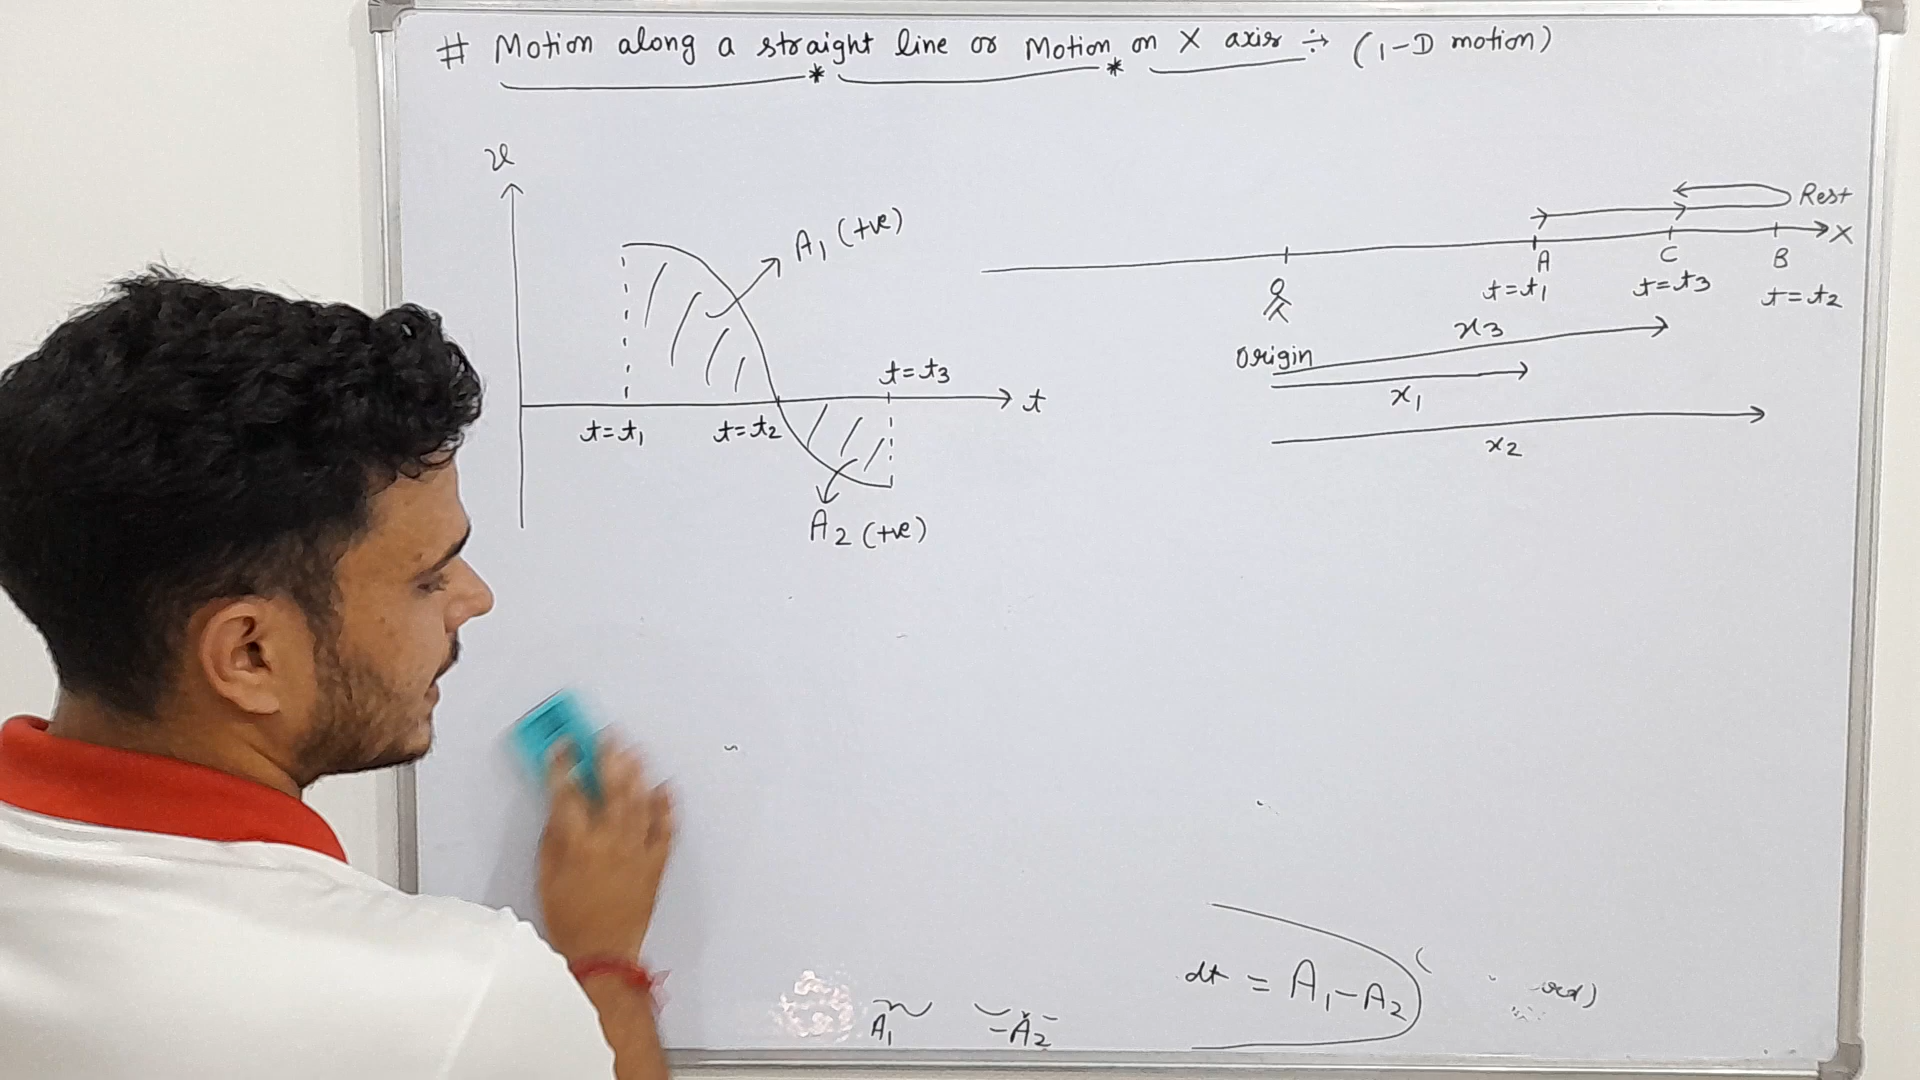 # Motion along a straight line or Motion on X axis ÷ (1-D motion)
v
A1 (+ve)
t=t1
t=t2
t=t3
t
A2 (+ve)
Rest
X
A
C
B
t=t1
t=t3
t=t2
Origin
x3
x1
x2
dt = A1-A2
A1
-A2